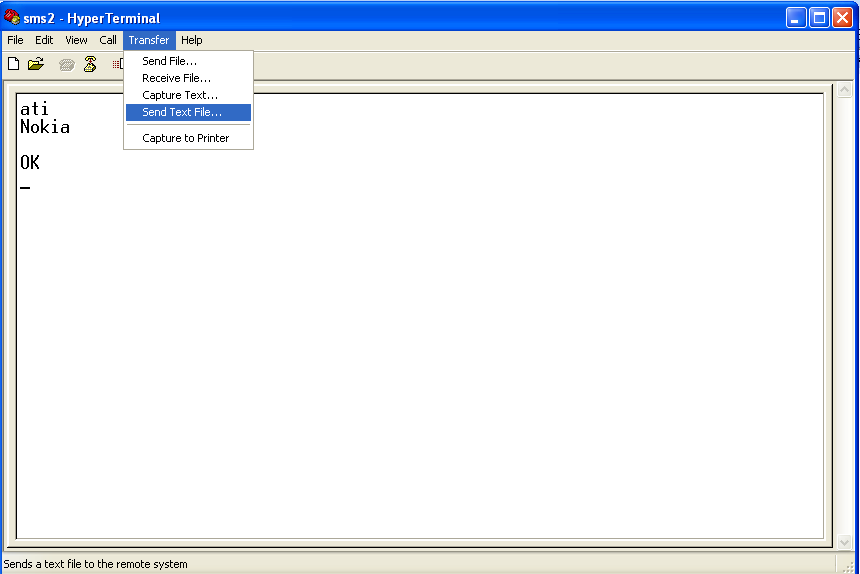 sms2 - HyperTerminal
File Edit View Call Transfer Help
Send File...
Receive File...
Capture Text...
Send Text File...
Capture to Printer
ati
Nokia
OK
_
Sends a text file to the remote system